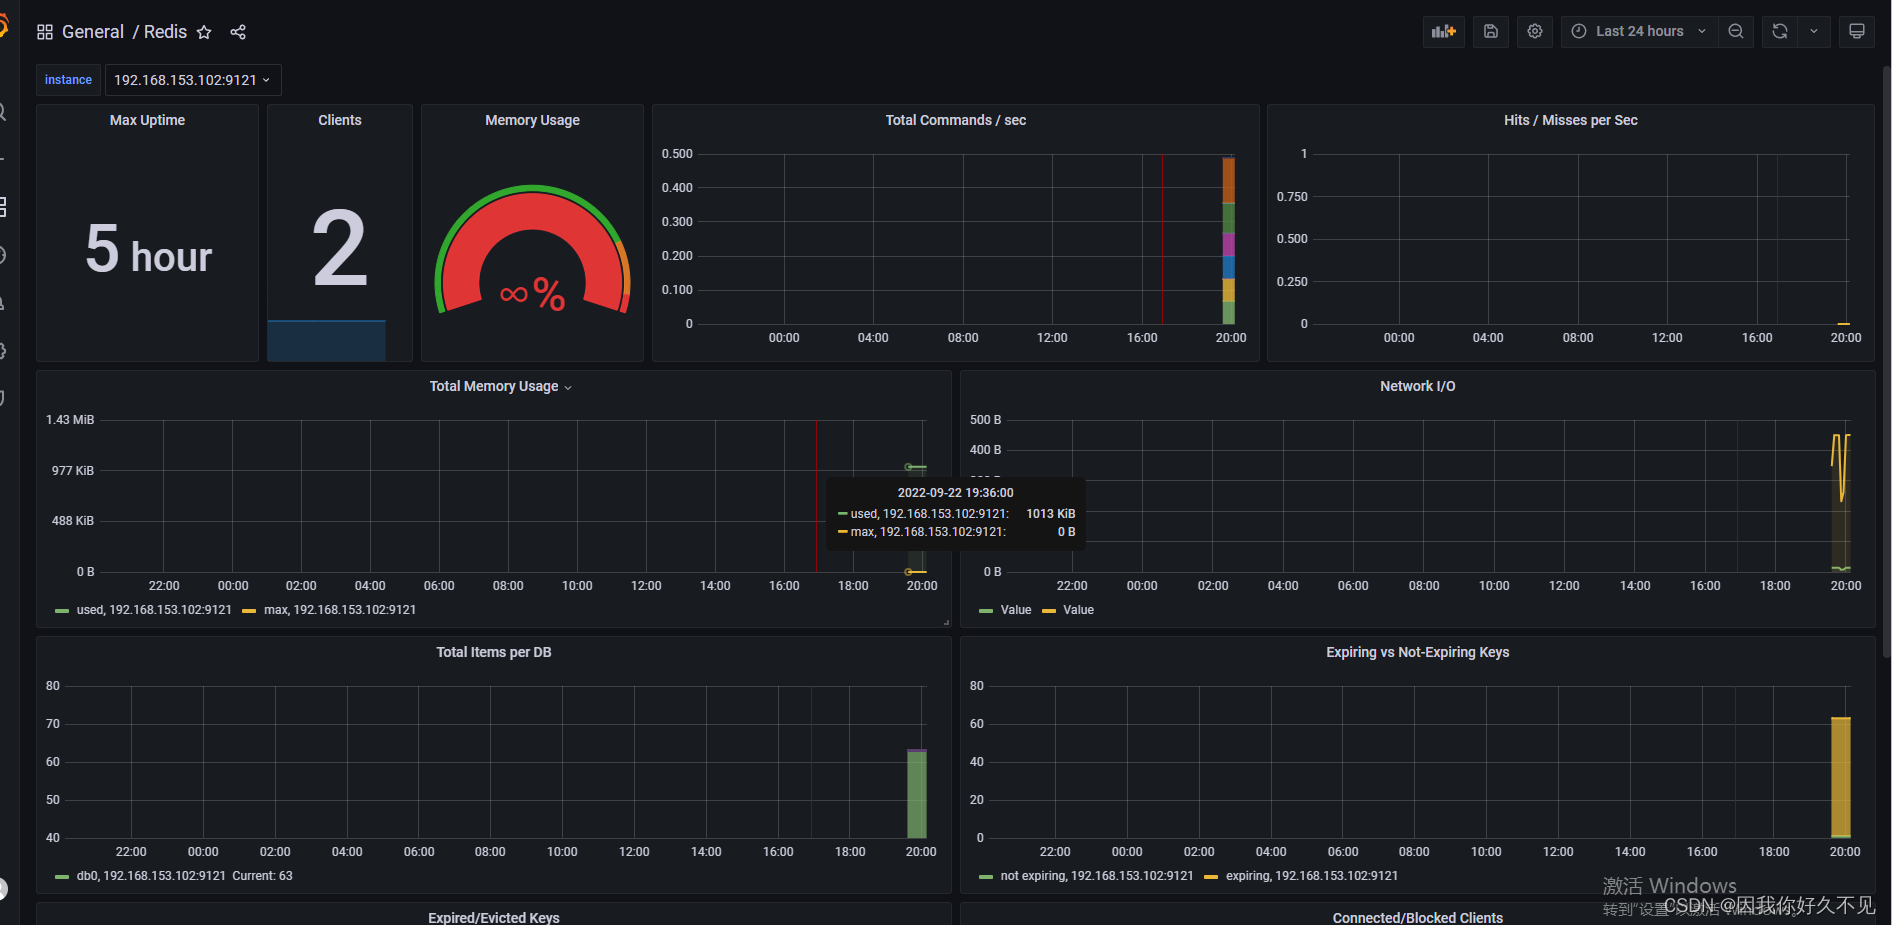 General / Redis
Last 24 hours
instance 192.168.153.102:9121
Max Uptime
5 hour
Clients
2
Memory Usage
∞%
Total Commands / sec
0.500
0.400
0.300
0.200
0.100
0
00:00 04:00 08:00 12:00 16:00 20:00
Hits / Misses per Sec
1
0.750
0.500
0.250
0
00:00 04:00 08:00 12:00 16:00 20:00
Total Memory Usage
1.43 MiB
977 KiB
488 KiB
0 B
22:00 00:00 02:00 04:00 06:00 08:00 10:00 12:00 14:00 16:00 18:00 20:00
used, 192.168.153.102:9121 max, 192.168.153.102:9121
2022-09-22 19:36:00
used, 192.168.153.102:9121: 1013 KiB
max, 192.168.153.102:9121: 0 B
Network I/O
500 B
400 B
0 B
22:00 00:00 02:00 04:00 06:00 08:00 10:00 12:00 14:00 16:00 18:00 20:00
Value Value
Total Items per DB
80
70
60
50
40
22:00 00:00 02:00 04:00 06:00 08:00 10:00 12:00 14:00 16:00 18:00 20:00
db0, 192.168.153.102:9121 Current: 63
Expiring vs Not-Expiring Keys
80
60
40
20
0
22:00 00:00 02:00 04:00 06:00 08:00 10:00 12:00 14:00 16:00 18:00 20:00
not expiring, 192.168.153.102:9121 expiring, 192.168.153.102:9121
Expired/Evicted Keys
Connected/Blocked Clients
激活 Windows
转到"设置"以激活 Windows。
CSDN @因我你好久不见